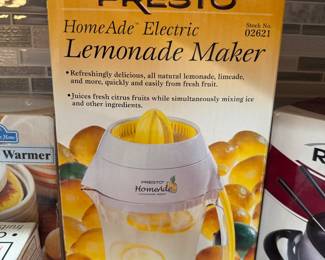 PRESTO
HomeAde™ Electric
Stock No.
02621
Lemonade Maker
• Refreshingly delicious, all natural lemonade, limeade,
and more, quickly and easily from fresh fruit.
• Juices fresh citrus fruits while simultaneously mixing ice
and other ingredients.
Warmer
PRESTO
HomeAde
R